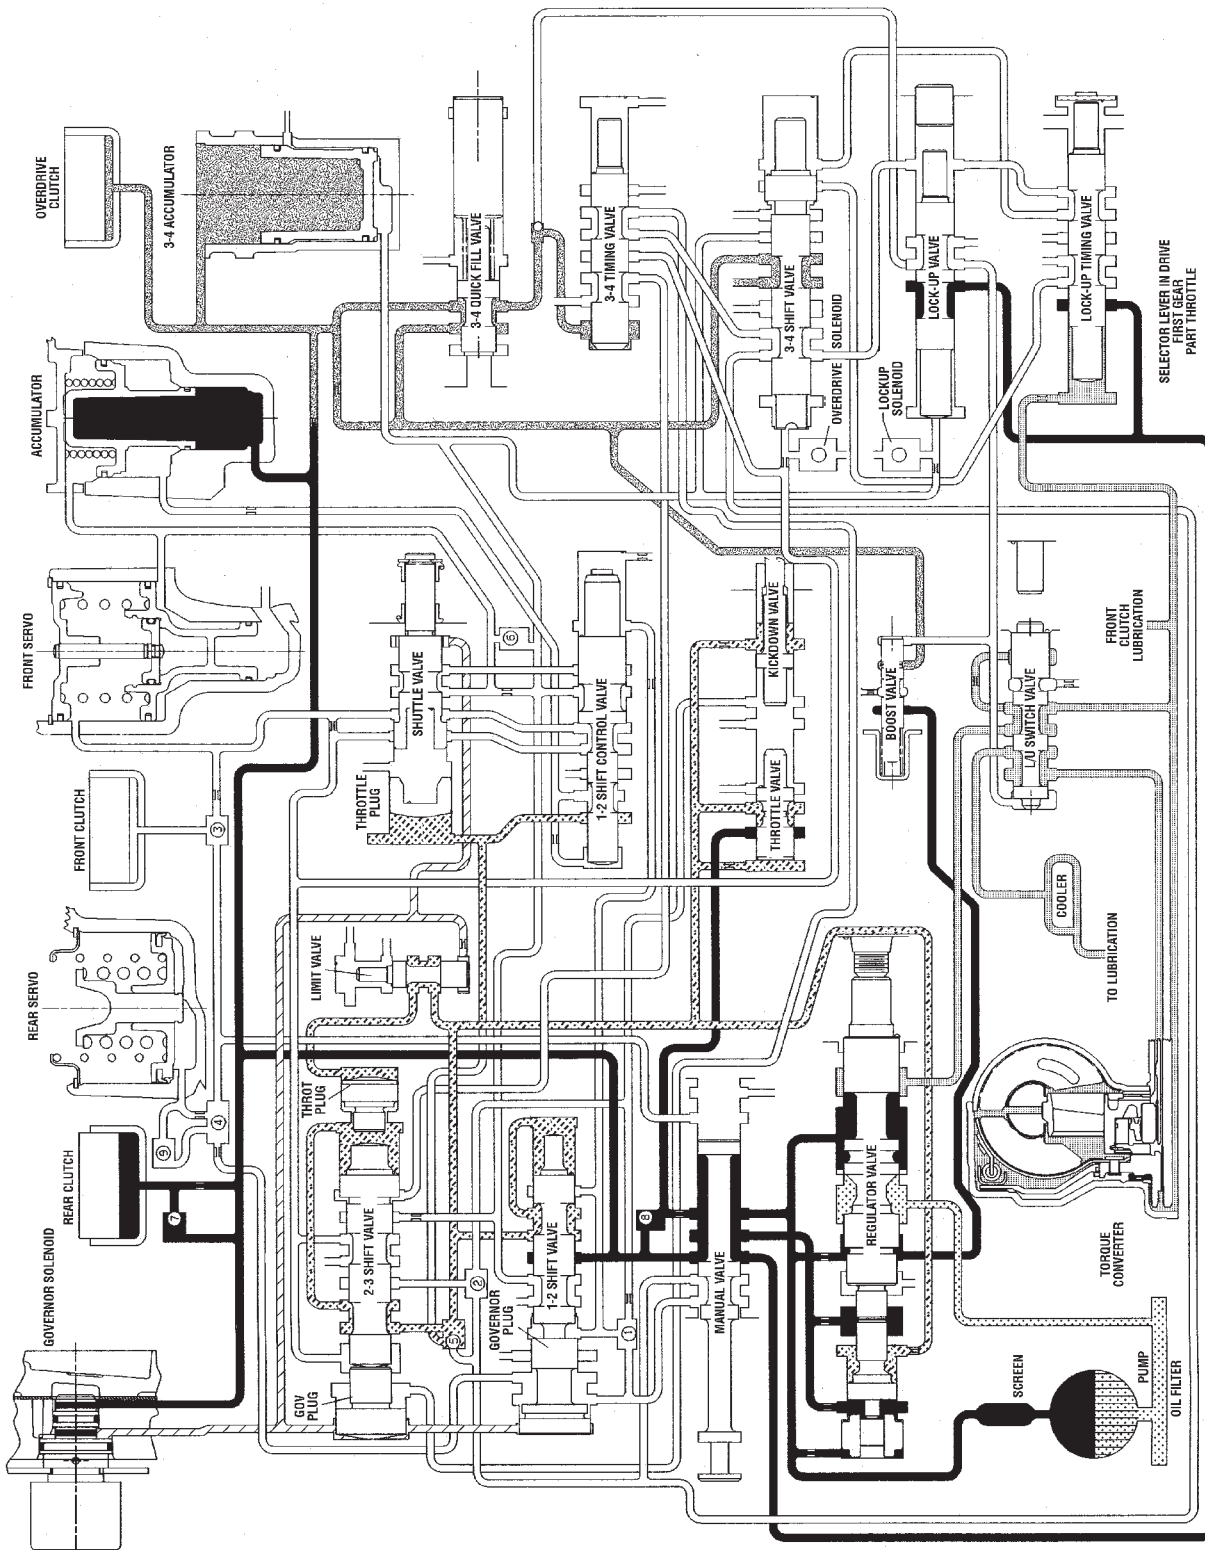 OVERDRIVE
CLUTCH
3-4 ACCUMULATOR
3-4 QUICK FILL VALVE
3-4 TIMING VALVE
3-4 SHIFT VALVE
OVERDRIVE SOLENOID
LOCKUP
SOLENOID
LOCK-UP VALVE
LOCK-UP TIMING VALVE
SELECTOR LEVER IN DRIVE
FIRST GEAR
PART THROTTLE
ACCUMULATOR
FRONT SERVO
SHUTTLE VALVE
6
1-2 SHIFT CONTROL VALVE
KICKDOWN VALVE
BOOST VALVE
L/U SWITCH VALVE
FRONT
CLUTCH
LUBRICATION
FRONT CLUTCH
3
THROTTLE
PLUG
THROTTLE VALVE
COOLER
TO LUBRICATION
REAR SERVO
LIMIT VALVE
9
4
REAR CLUTCH
7
THROT
PLUG
2-3 SHIFT VALVE
2
1-2 SHIFT VALVE
8
MANUAL VALVE
REGULATOR VALVE
TORQUE
CONVERTER
GOVERNOR SOLENOID
GOV
PLUG
5
GOVERNOR
PLUG
1
SCREEN
PUMP
OIL FILTER